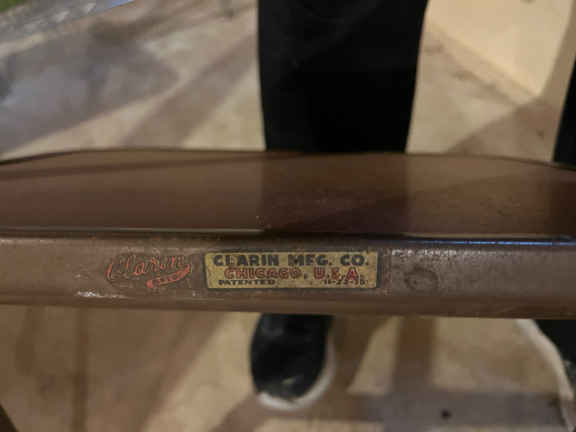 Clarin
CLARIN MFG. CO.
CHICAGO, U.S.A.
PATENTED